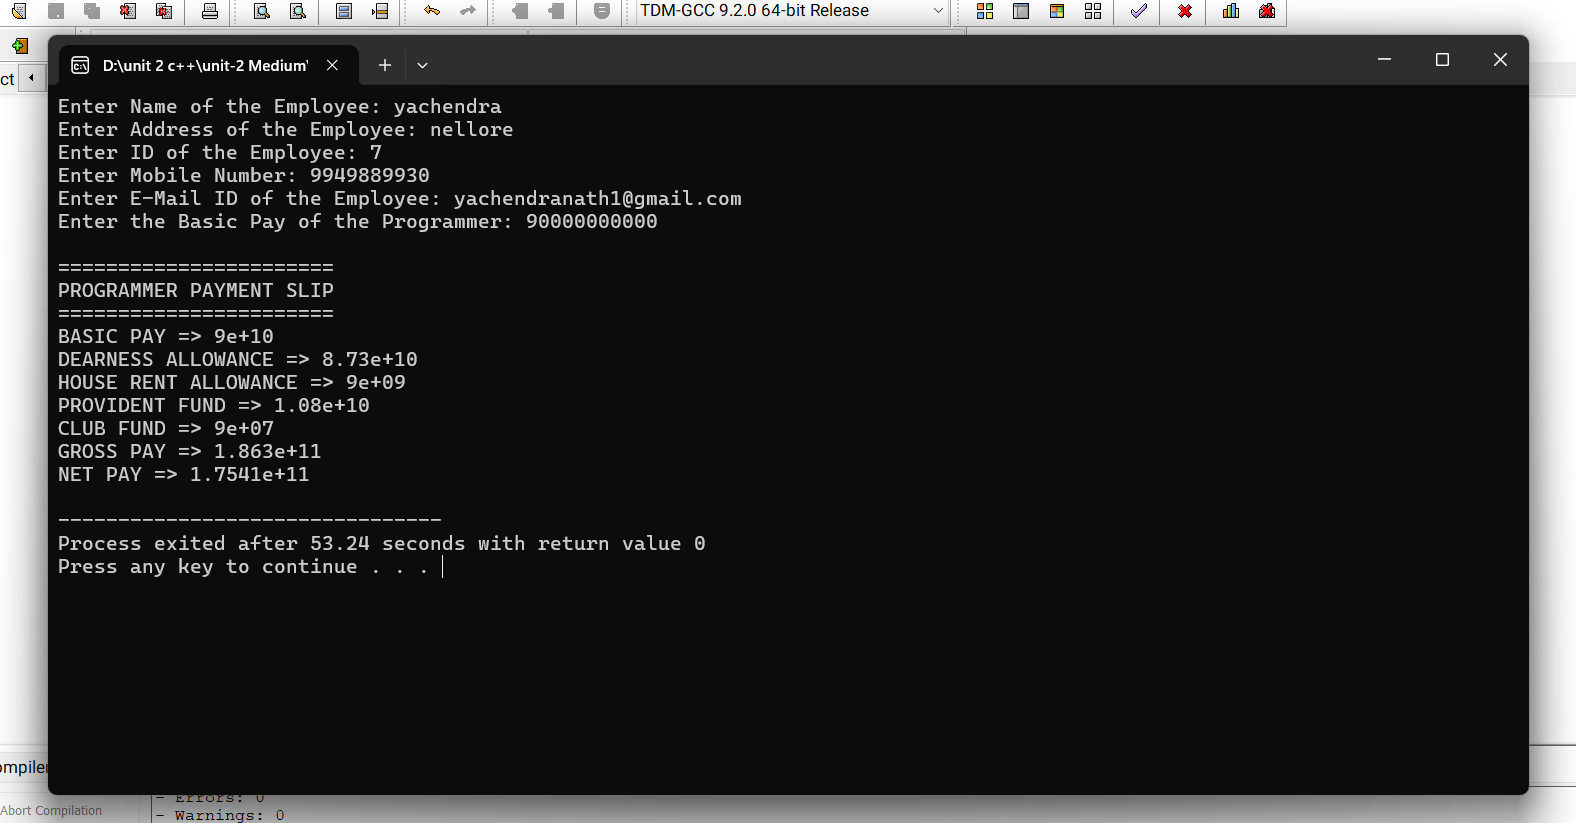 TDM-GCC 9.2.0 64-bit Release
ct
D:\unit 2 c++\unit-2 Medium
Enter Name of the Employee: yachendra
Enter Address of the Employee: nellore
Enter ID of the Employee: 7
Enter Mobile Number: 9949889930
Enter E-Mail ID of the Employee: yachendranath1@gmail.com
Enter the Basic Pay of the Programmer: 90000000000
=======================
PROGRAMMER PAYMENT SLIP
=======================
BASIC PAY => 9e+10
DEARNESS ALLOWANCE => 8.73e+10
HOUSE RENT ALLOWANCE => 9e+09
PROVIDENT FUND => 1.08e+10
CLUB FUND => 9e+07
GROSS PAY => 1.863e+11
NET PAY => 1.7541e+11
--------------------------------
Process exited after 53.24 seconds with return value 0
Press any key to continue . . .
ompiler
- Errors: 0
Abort Compilation
- Warnings: 0